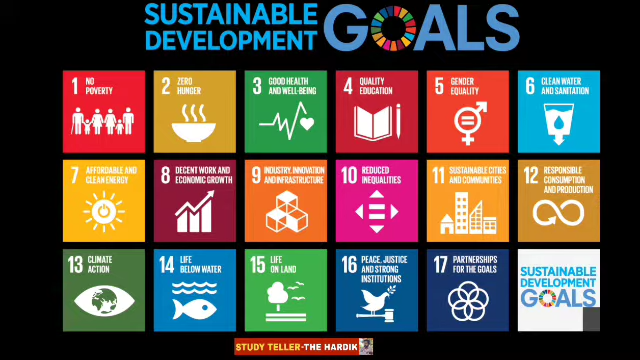 SUSTAINABLE
DEVELOPMENT
GOALS
1 NO
POVERTY
2 ZERO
HUNGER
3 GOOD HEALTH
AND WELL-BEING
4 QUALITY
EDUCATION
5 GENDER
EQUALITY
6 CLEAN WATER
AND SANITATION
7 AFFORDABLE AND
CLEAN ENERGY
8 DECENT WORK AND
ECONOMIC GROWTH
9 INDUSTRY, INNOVATION
AND INFRASTRUCTURE
10 REDUCED
INEQUALITIES
11 SUSTAINABLE CITIES
AND COMMUNITIES
12 RESPONSIBLE
CONSUMPTION
AND PRODUCTION
13 CLIMATE
ACTION
14 LIFE
BELOW WATER
15 LIFE
ON LAND
16 PEACE, JUSTICE
AND STRONG
INSTITUTIONS
17 PARTNERSHIPS
FOR THE GOALS
SUSTAINABLE
DEVELOPMENT
GOALS
STUDY TELLER-THE HARDIK